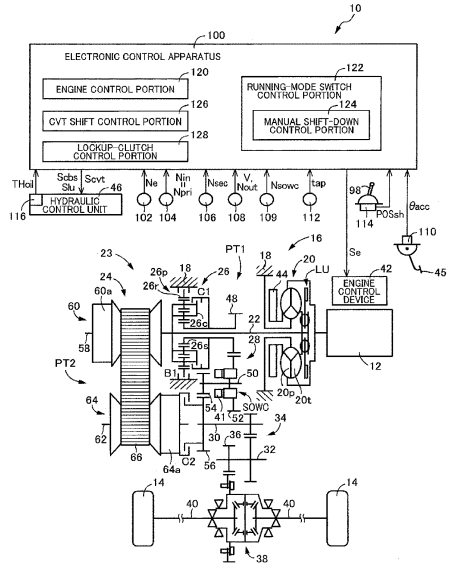 10
100
ELECTRONIC CONTROL APPARATUS
120
ENGINE CONTROL PORTION
122
RUNNING-MODE SWITCH CONTROL PORTION
126
CVT SHIFT CONTROL PORTION
124
MANUAL SHIFT-DOWN CONTROL PORTION
128
LOCKUP-CLUTCH CONTROL PORTION
THoil
Scbs
Slu
Scvt
46
Ne
Nin
=
Npri
Nsec
V,
Nout
Nsowc
tap
98
POSsh
θacc
116
HYDRAULIC CONTROL UNIT
102
104
106
108
109
112
114
110
Se
45
23
PT1
16
18
26
26p
C1
18
44
20
LU
42
ENGINE CONTROL DEVICE
24
60a
26r
48
60
26c
22
58
26s
28
12
PT2
B1
50
20p
20t
64
54
41
52
SOWC
34
62
30
36
66
64a
C2
56
32
14
40
40
14
38